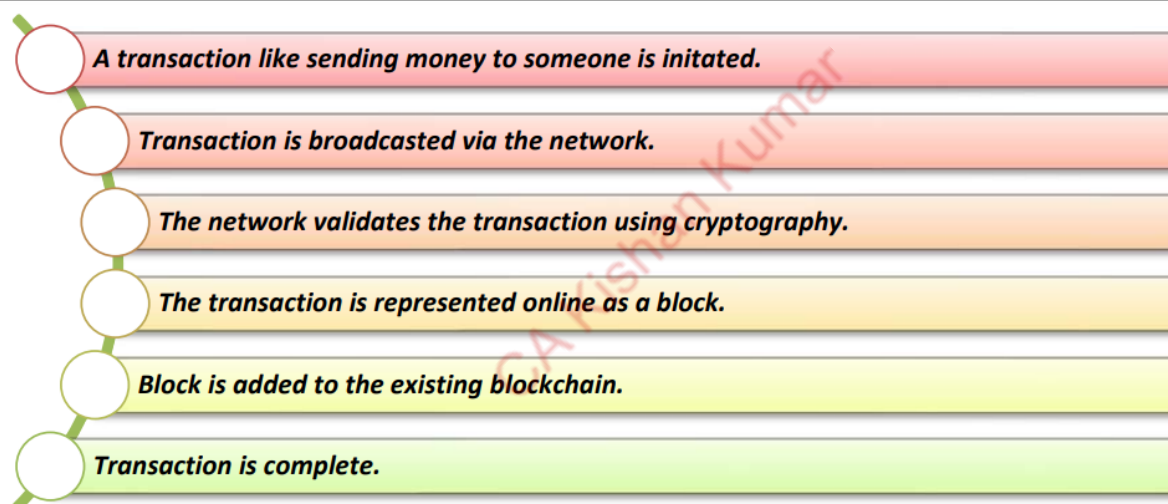 A transaction like sending money to someone is initated.
Transaction is broadcasted via the network.
The network validates the transaction using cryptography.
The transaction is represented online as a block.
Block is added to the existing blockchain.
Transaction is complete.
CA Kishan Kumar